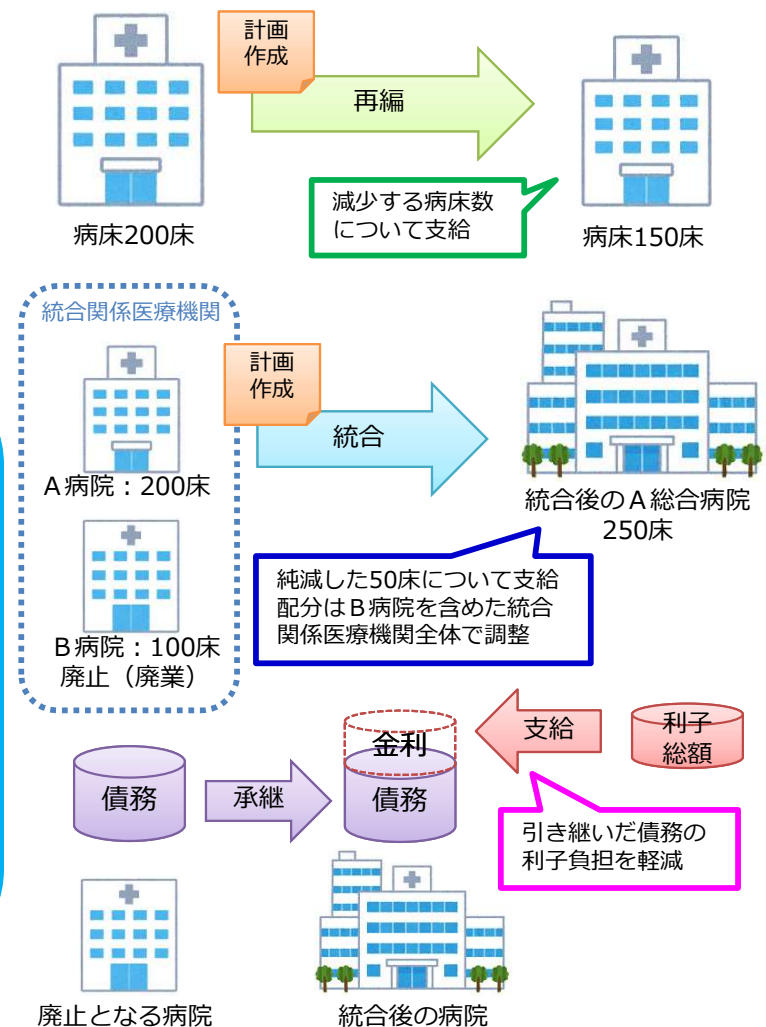 計画
作成
再編
減少する病床数
について支給
病床200床
病床150床
統合関係医療機関
計画
作成
統合
A病院：200床
統合後のA総合病院
250床
純減した50床について支給
配分はB病院を含めた統合
関係医療機関全体で調整
B病院：100床
廃止（廃業）
金利
支給
利子
総額
債務
承継
債務
引き継いだ債務の
利子負担を軽減
廃止となる病院
統合後の病院